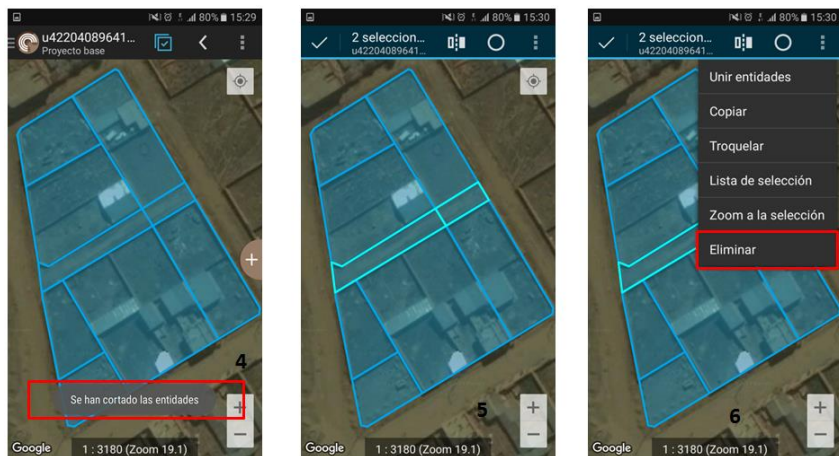 80% 15:29
u42204089641...
Proyecto base
4
Se han cortado las entidades
+
+
−
Google
1 : 3180 (Zoom 19.1)
80% 15:30
2 seleccion...
u42204089641...
5
+
−
Google
1 : 3180 (Zoom 19.1)
80% 15:30
2 seleccion...
u42204089641...
Unir entidades
Copiar
Troquelar
Lista de selección
Zoom a la selección
Eliminar
6
+
−
Google
1 : 3180 (Zoom 19.1)